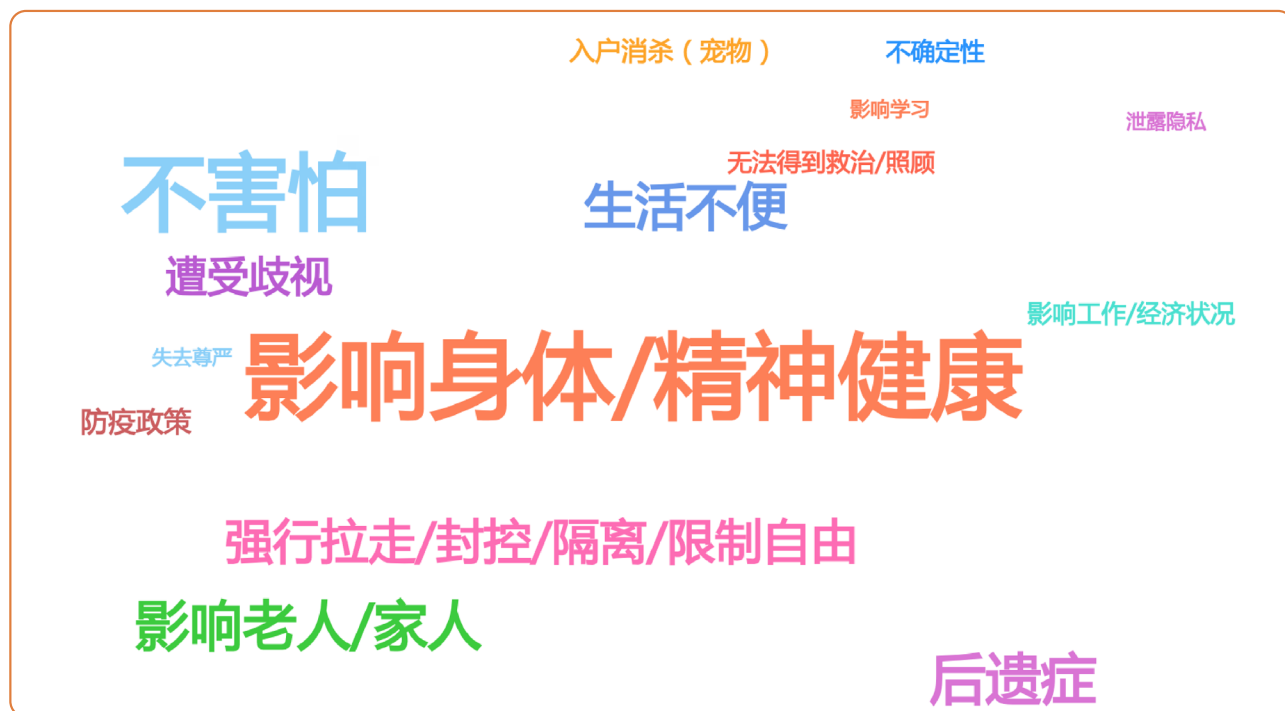 入户消杀（宠物）
不确定性
影响学习
泄露隐私
无法得到救治/照顾
不害怕
生活不便
遭受歧视
影响工作/经济状况
失去尊严
影响身体/精神健康
防疫政策
强行拉走/封控/隔离/限制自由
影响老人/家人
后遗症